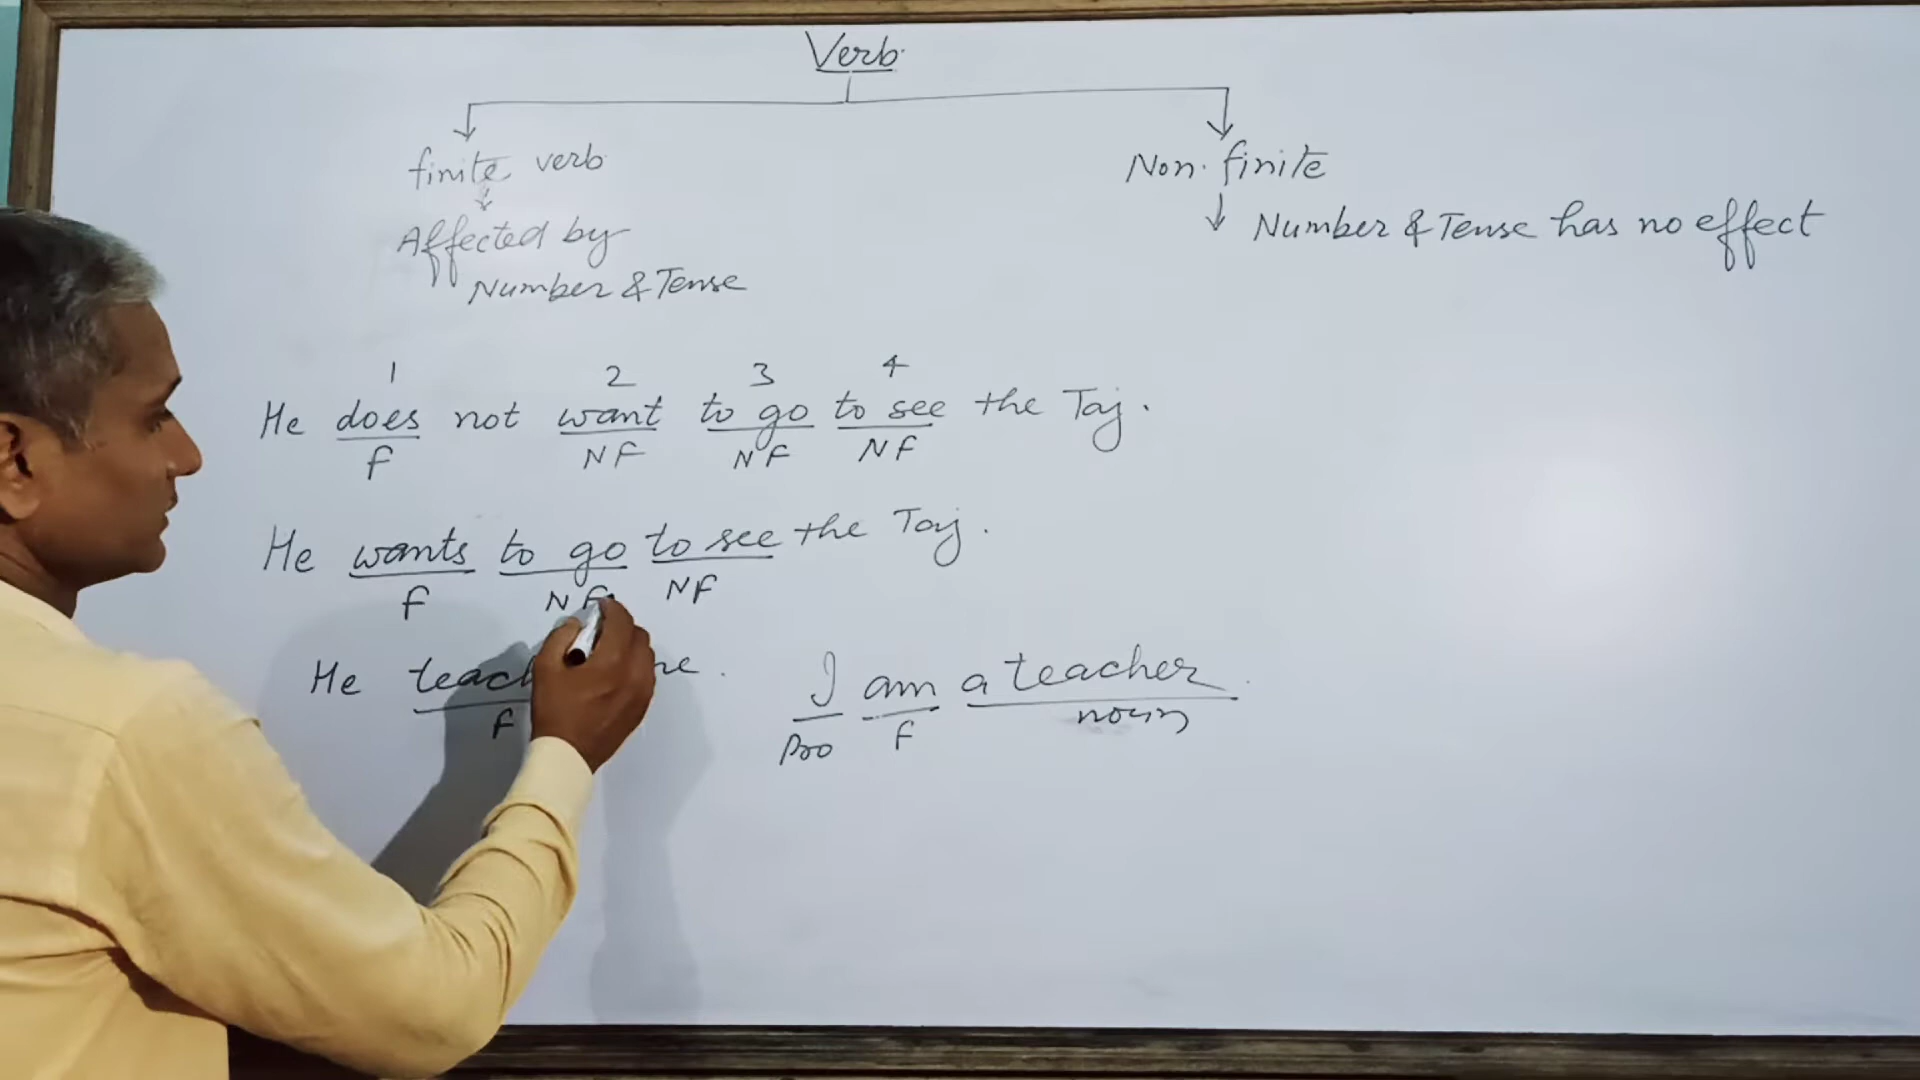 Verb.
finite verb Non. finite
Affected by Number & Tense has no effect
Number & Tense
1 2 3 4
He does not want to go to see the Taj.
F NF NF NF
He wants to go to see the Taj.
F NF NF
He I am a teacher.
F Pro F noun